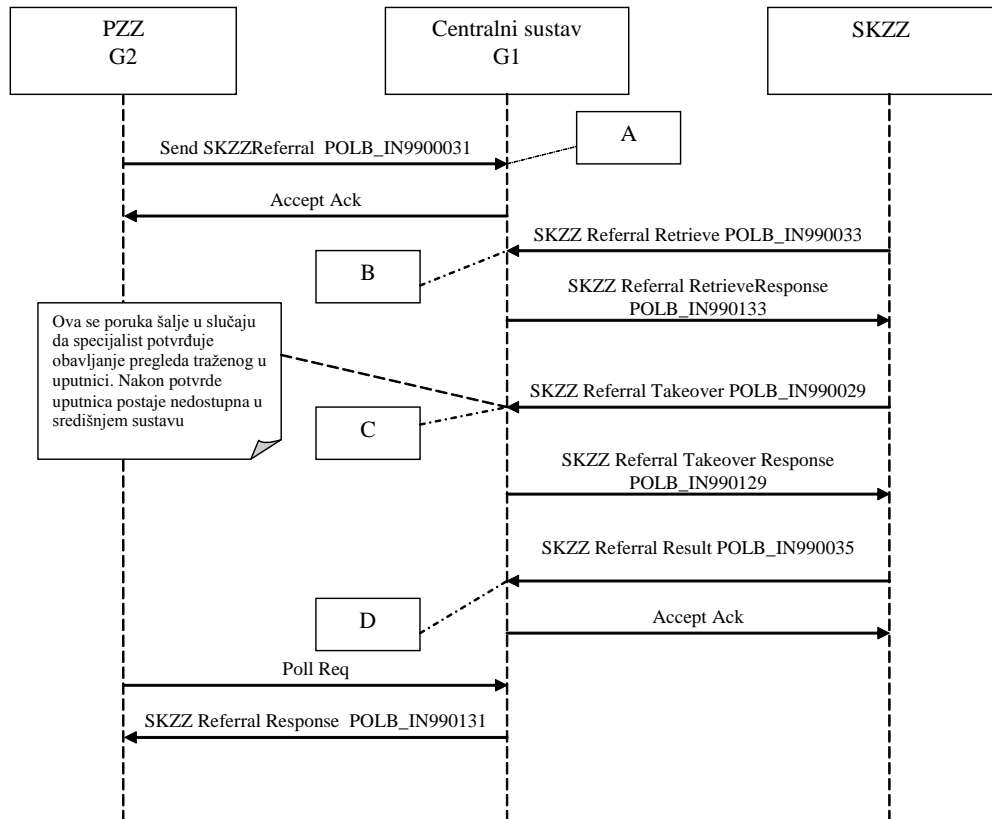 PZZ
G2
Centralni sustav
G1
SKZZ
Send SKZZReferral  POLB_IN9900031
A
Accept Ack
SKZZ Referral Retrieve POLB_IN990033
B
SKZZ Referral RetrieveResponse
POLB_IN990133
Ova se poruka šalje u slučaju
da specijalist potvrđuje
obavljanje pregleda traženog u
uputnici. Nakon potvrde
uputnica postaje nedostupna u
središnjem sustavu
SKZZ Referral Takeover POLB_IN990029
C
SKZZ Referral Takeover Response
POLB_IN990129
SKZZ Referral Result POLB_IN990035
D
Accept Ack
Poll Req
SKZZ Referral Response  POLB_IN990131